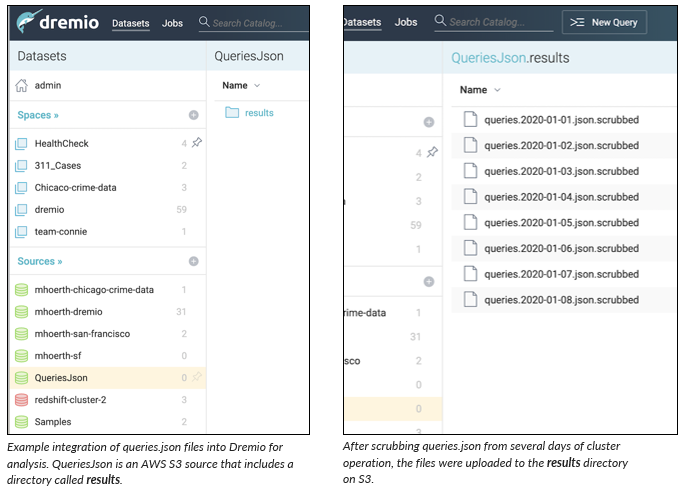 dremio Datasets Jobs Search Catalog...
Datasets
admin
Spaces »
HealthCheck 4
311_Cases 2
Chicaco-crime-data 3
dremio 59
team-connie 1
Sources »
mhoerth-chicago-crime-data 1
mhoerth-dremio 31
mhoerth-san-francisco 2
mhoerth-sf 0
QueriesJson 0
redshift-cluster-2 3
Samples 2
QueriesJson
Name
results
Example integration of queries.json files into Dremio for
analysis. QueriesJson is an AWS S3 source that includes a
directory called results.
Datasets Jobs Search Catalog... New Query
4
2
3
59
1
rime-data 1
31
sco 2
0
0
3
QueriesJson.results
Name
queries.2020-01-01.json.scrubbed
queries.2020-01-02.json.scrubbed
queries.2020-01-03.json.scrubbed
queries.2020-01-04.json.scrubbed
queries.2020-01-05.json.scrubbed
queries.2020-01-06.json.scrubbed
queries.2020-01-07.json.scrubbed
queries.2020-01-08.json.scrubbed
After scrubbing queries.json from several days of cluster
operation, the files were uploaded to the results directory
on S3.